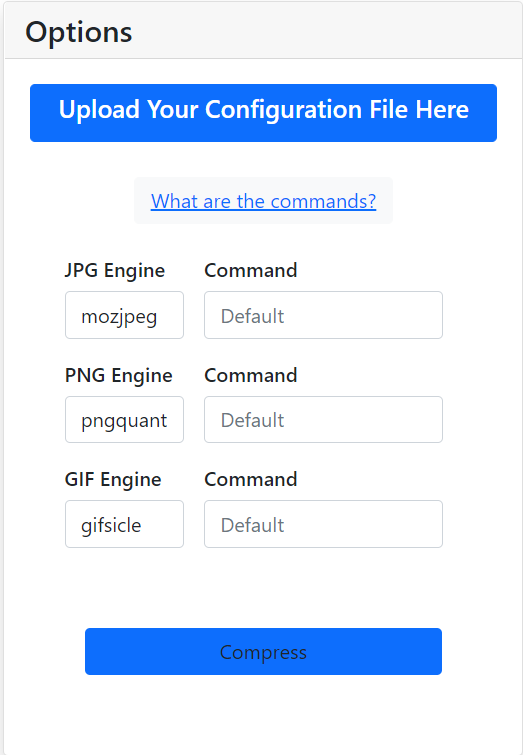 Options
Upload Your Configuration File Here
What are the commands?
JPG Engine Command
mozjpeg Default
PNG Engine Command
pngquant Default
GIF Engine Command
gifsicle Default
Compress